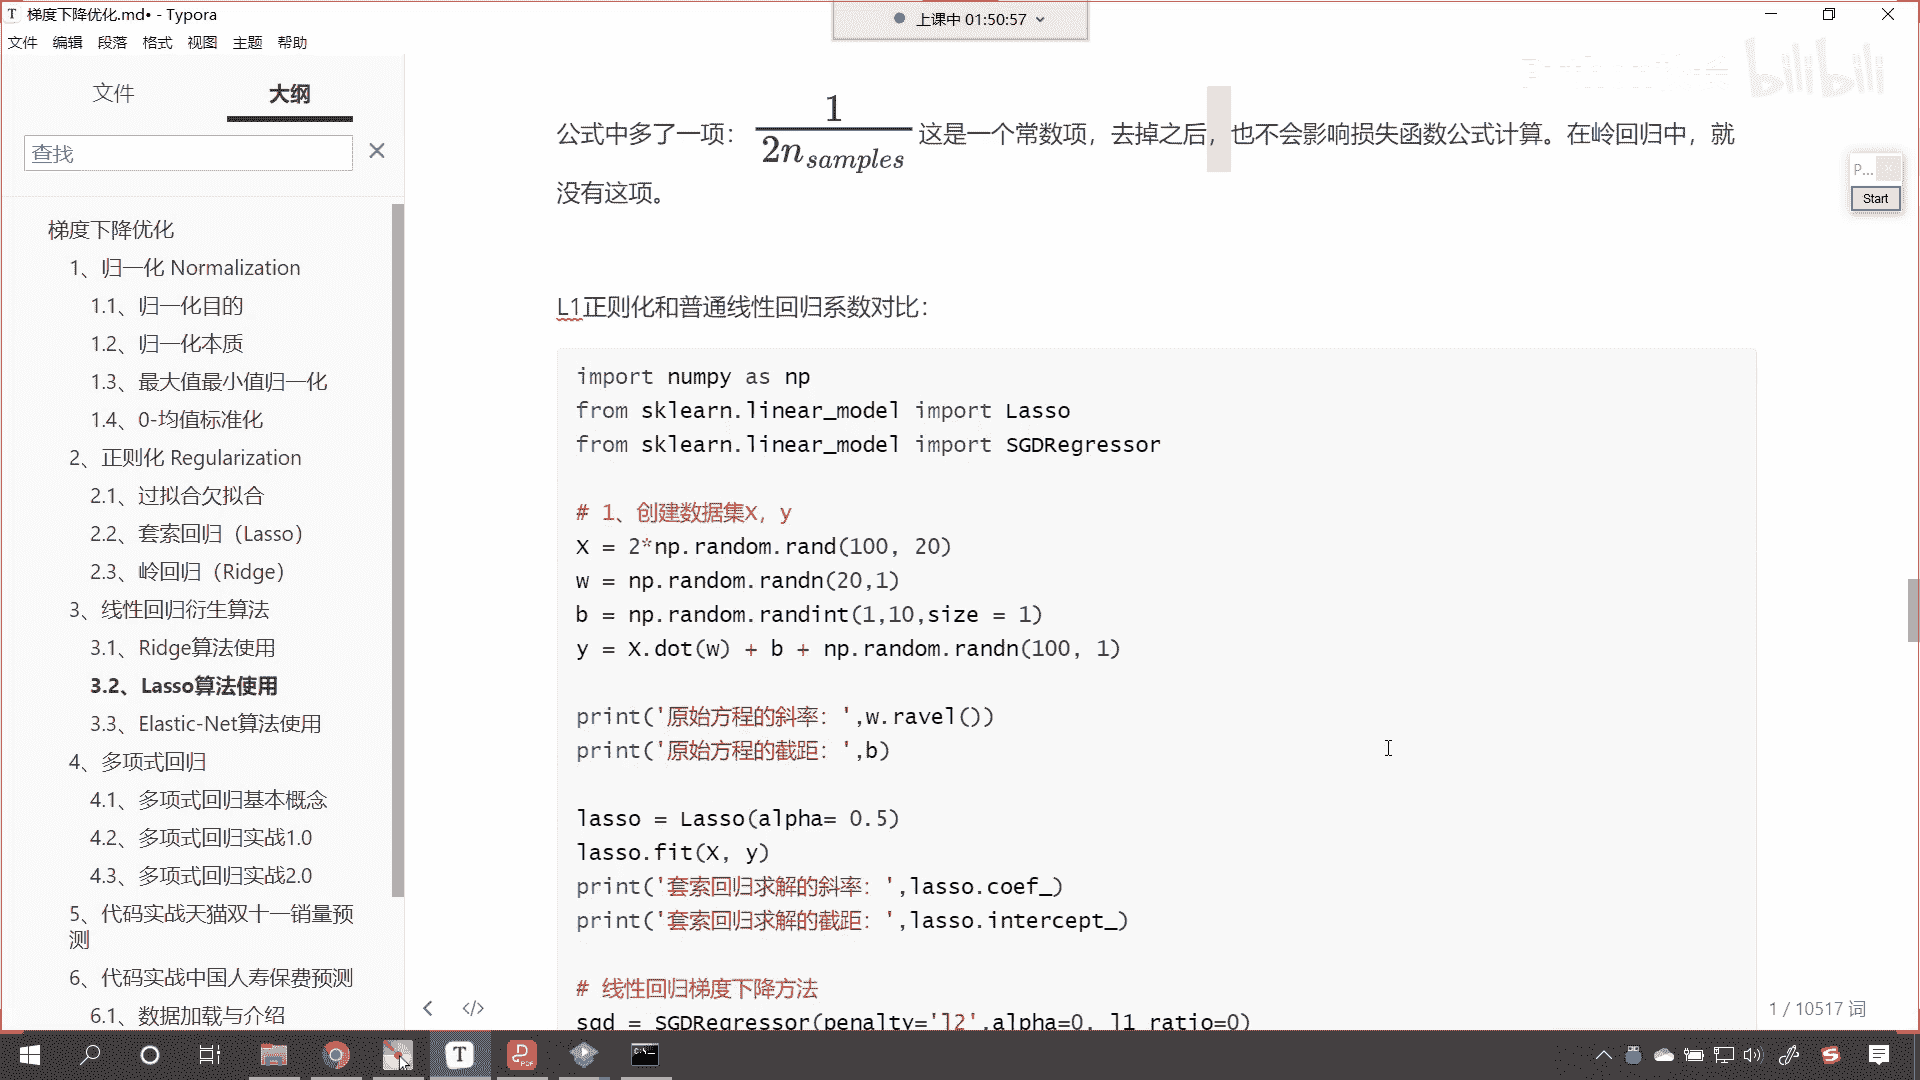 梯度下降优化.md• - Typora
上课中 01:50:57
文件 编辑 段落 格式 视图 主题 帮助
bilibili
文件 大纲
查找
梯度下降优化
1、归一化 Normalization
1.1、归一化目的
1.2、归一化本质
1.3、最大值最小值归一化
1.4、0-均值标准化
2、正则化 Regularization
2.1、过拟合欠拟合
2.2、套索回归（Lasso）
2.3、岭回归（Ridge）
3、线性回归衍生算法
3.1、Ridge算法使用
3.2、Lasso算法使用
3.3、Elastic-Net算法使用
4、多项式回归
4.1、多项式回归基本概念
4.2、多项式回归实战1.0
4.3、多项式回归实战2.0
5、代码实战天猫双十一销量预
测
6、代码实战中国人寿保费预测
6.1、数据加载与介绍
公式中多了一项： 1/2n_samples 这是一个常数项，去掉之后，也不会影响损失函数公式计算。在岭回归中，就
没有这项。
L1正则化和普通线性回归系数对比：
import numpy as np
from sklearn.linear_model import Lasso
from sklearn.linear_model import SGDRegressor
# 1、创建数据集X，y
X = 2*np.random.rand(100, 20)
w = np.random.randn(20,1)
b = np.random.randint(1,10,size = 1)
y = X.dot(w) + b + np.random.randn(100, 1)
print('原始方程的斜率：',w.ravel())
print('原始方程的截距：',b)
lasso = Lasso(alpha= 0.5)
lasso.fit(X, y)
print('套索回归求解的斜率：',lasso.coef_)
print('套索回归求解的截距：',lasso.intercept_)
# 线性回归梯度下降方法
sgd = SGDRegressor(penalty='l2',alpha=0, l1_ratio=0)
P...
Start
1 / 10517 词